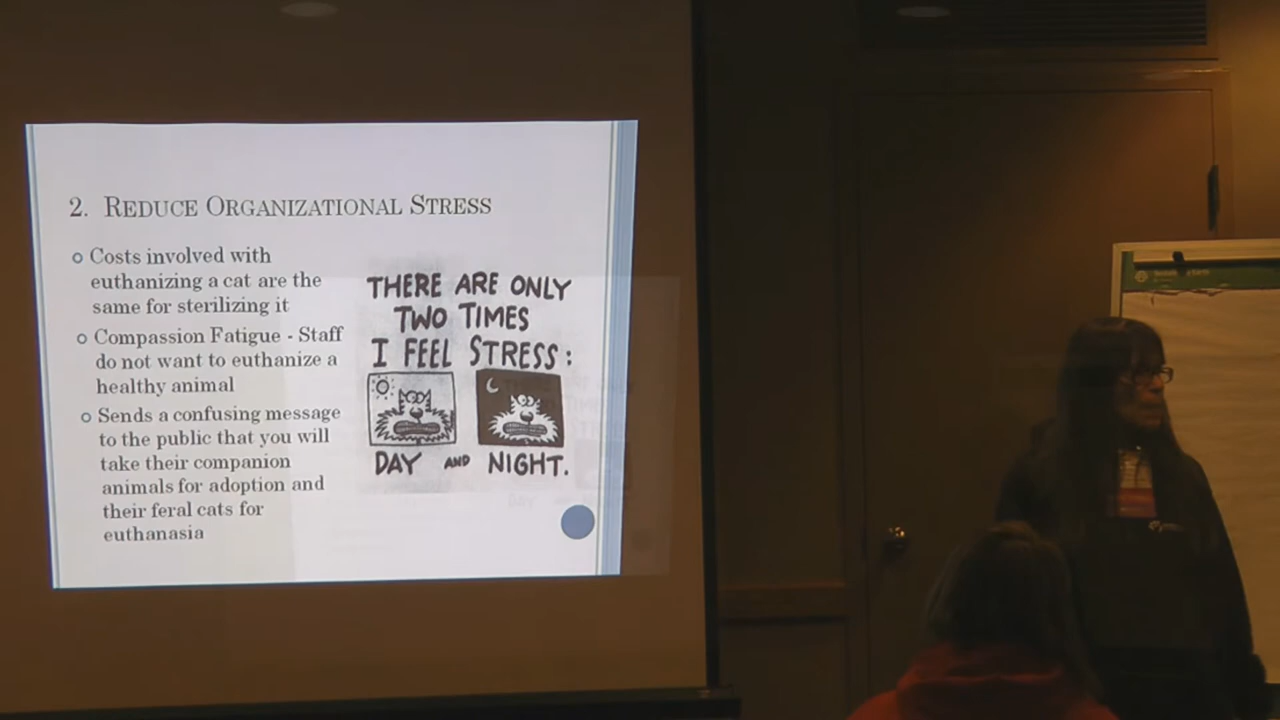 2. REDUCE ORGANIZATIONAL STRESS
Costs involved with
euthanizing a cat are the
same for sterilizing it
Compassion Fatigue - Staff
do not want to euthanize a
healthy animal
Sends a confusing message
to the public that you will
take their companion
animals for adoption and
their feral cats for
euthanasia
THERE ARE ONLY
TWO TIMES
I FEEL STRESS:
DAY AND NIGHT.